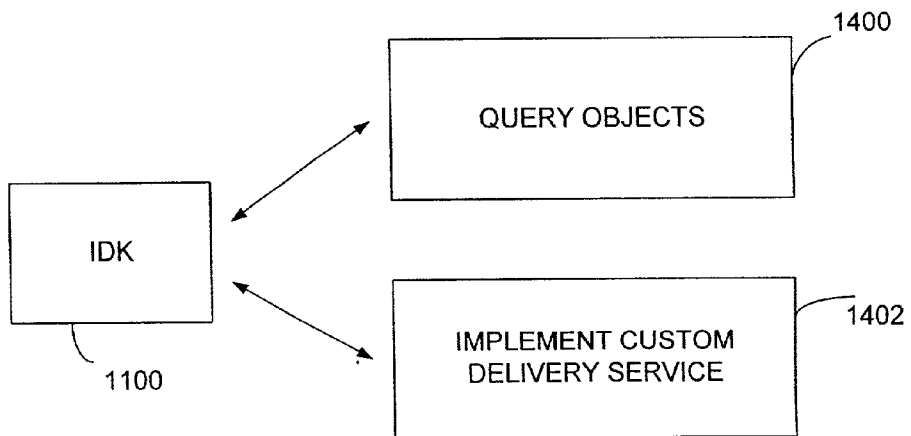 1400
QUERY OBJECTS
IDK
1100
1402
IMPLEMENT CUSTOM
DELIVERY SERVICE